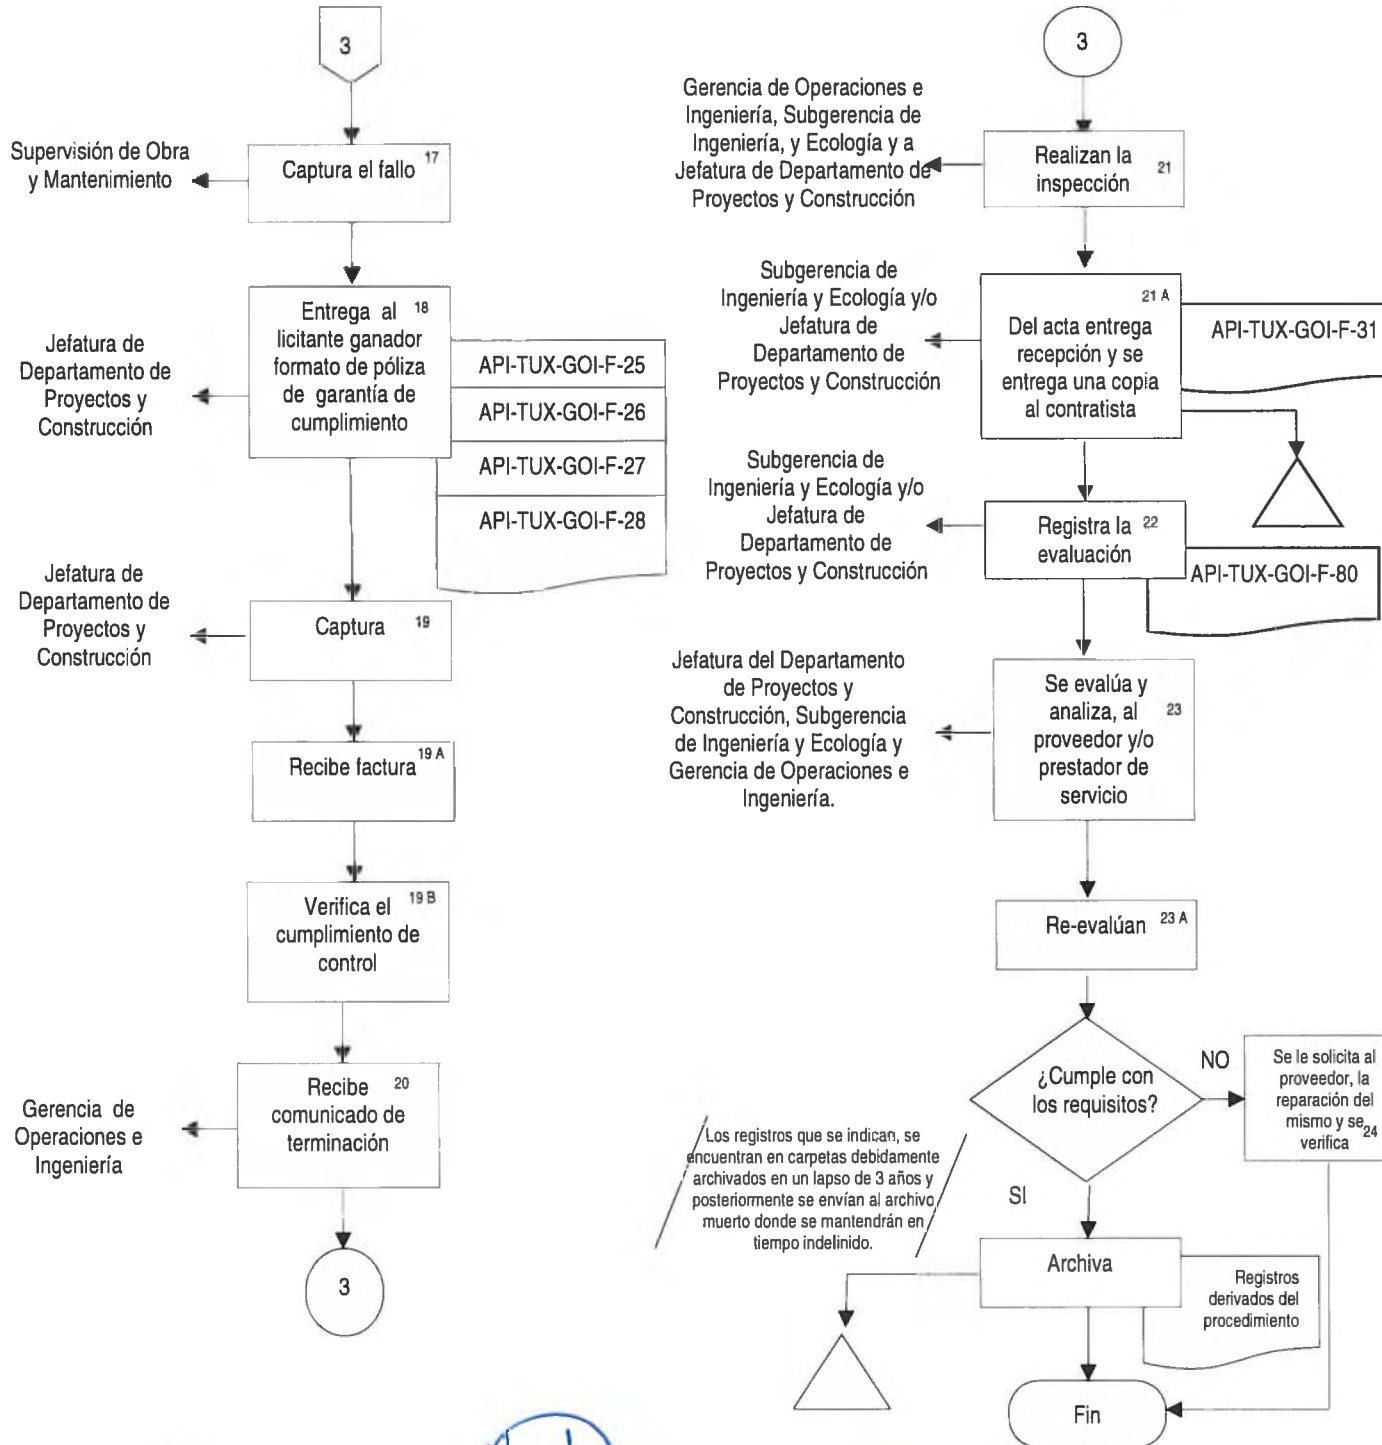 3
Supervisión de Obra
y Mantenimiento
Captura el fallo 17
Entrega al 18
licitante ganador
formato de póliza
de garantía de
cumplimiento
Jefatura de
Departamento de
Proyectos y
Construcción
API-TUX-GOI-F-25
API-TUX-GOI-F-26
API-TUX-GOI-F-27
API-TUX-GOI-F-28
Jefatura de
Departamento de
Proyectos y
Construcción
Captura 19
Recibe factura 19 A
Verifica el 19 B
cumplimiento de
control
Recibe 20
comunicado de
terminación
Gerencia de
Operaciones e
Ingeniería
3
3
Gerencia de Operaciones e
Ingeniería, Subgerencia de
Ingeniería, y Ecología y a
Jefatura de Departamento de
Proyectos y Construcción
Realizan la
inspección 21
Subgerencia de
Ingeniería y Ecología y/o
Jefatura de
Departamento de
Proyectos y Construcción
21 A
Del acta entrega
recepción y se
entrega una copia
al contratista
API-TUX-GOI-F-31
Subgerencia de
Ingeniería y Ecología y/o
Jefatura de
Departamento de
Proyectos y Construcción
Registra la 22
evaluación
API-TUX-GOI-F-80
Jefatura del Departamento
de Proyectos y
Construcción, Subgerencia
de Ingeniería y Ecología y
Gerencia de Operaciones e
Ingeniería.
Se evalúa y
analiza, al 23
proveedor y/o
prestador de
servicio
Re-evalúan 23 A
¿Cumple con
los requisitos?
NO
Se le solicita al
proveedor, la
reparación del
mismo y se 24
verifica
SI
Los registros que se indican, se
encuentran en carpetas debidamente
archivados en un lapso de 3 años y
posteriormente se envían al archivo
muerto donde se mantendrán en
tiempo indelinido.
Archiva
Registros
derivados del
procedimiento
Fin